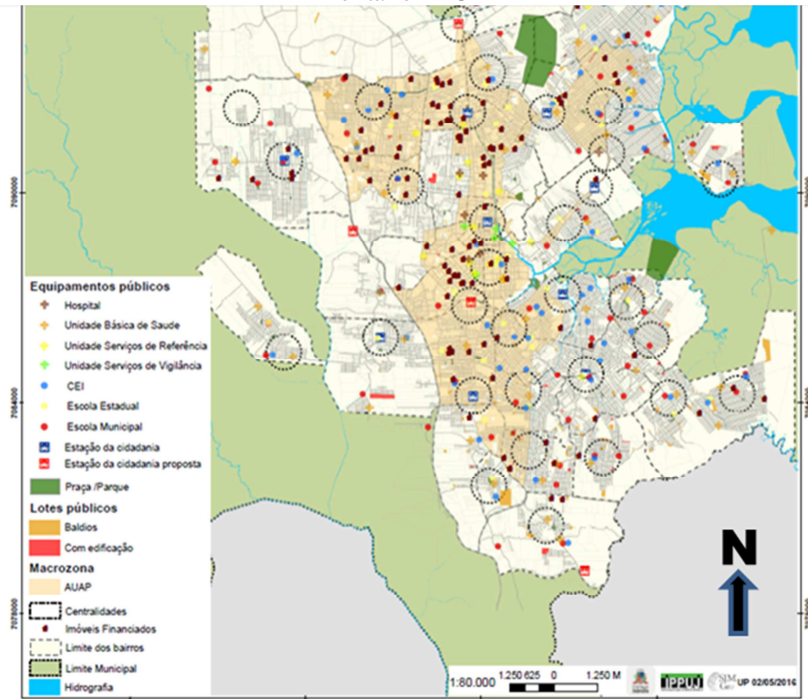 Equipamentos públicos
Hospital
Unidade Básica de Saude
Unidade Serviços de Referência
Unidade Serviços de Vigilância
CEI
Escola Estadual
Escola Municipal
Estação da cidadania
Estação da cidadania proposta
Praça /Parque
Lotes públicos
Baldios
Com edificação
Macrozona
AUAP
Centralidades
Imóveis Financiados
Limite dos bairros
Limite Municipal
Hidrografia
7090000
7084000
7078000
N
1:80.000
1.250 625 0 1.250 M
IPPUJ
UP 02/05/2016